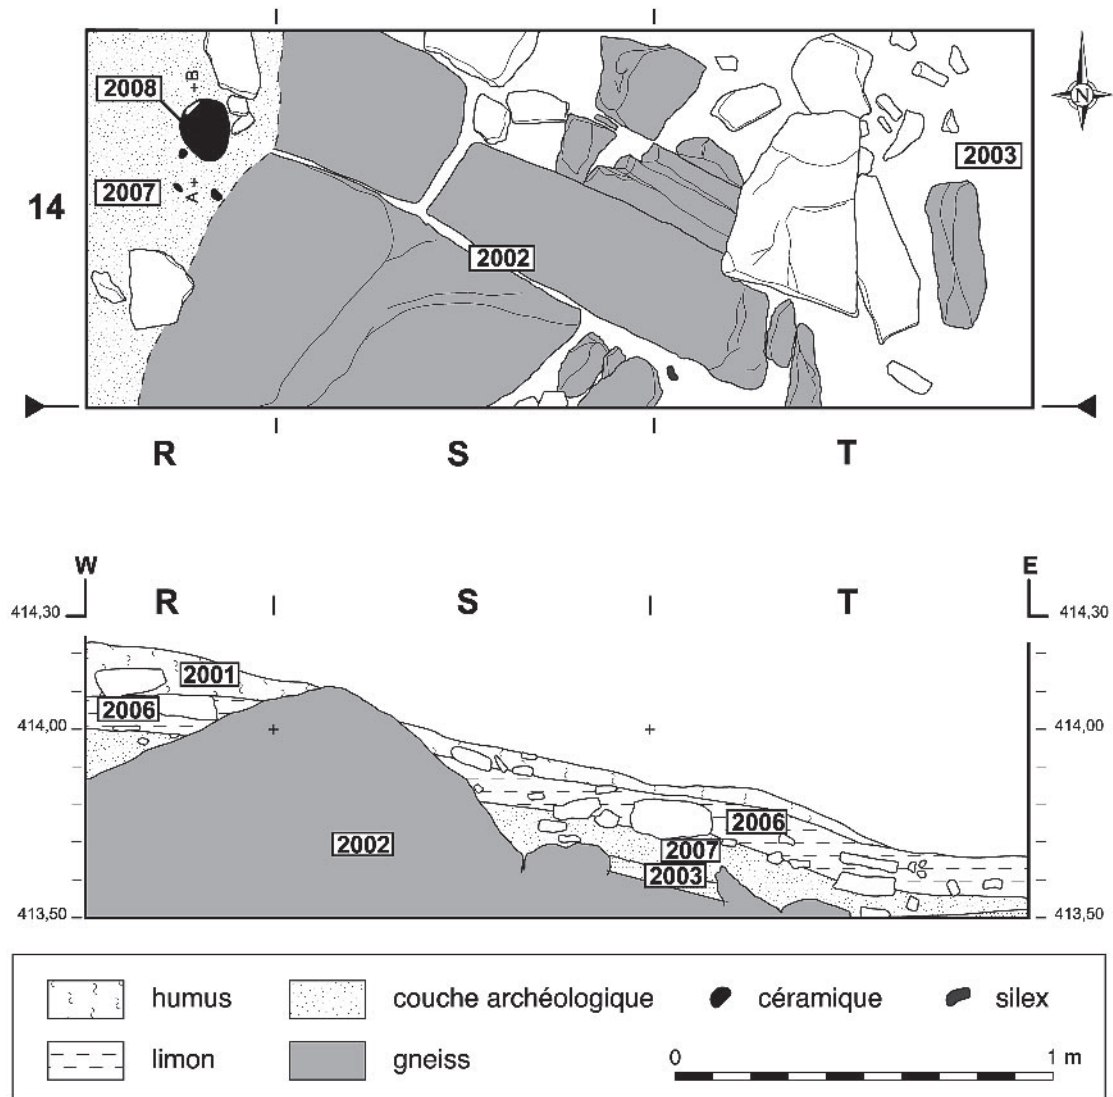 2008
+B
N
2003
2007
A+
14
2002
R S T
W E
R S T
414,30 414,30
2001
2006
414,00 414,00
2006
2002
2007
2003
413,50 413,50
humus couche archéologique céramique silex
0 1 m
limon gneiss